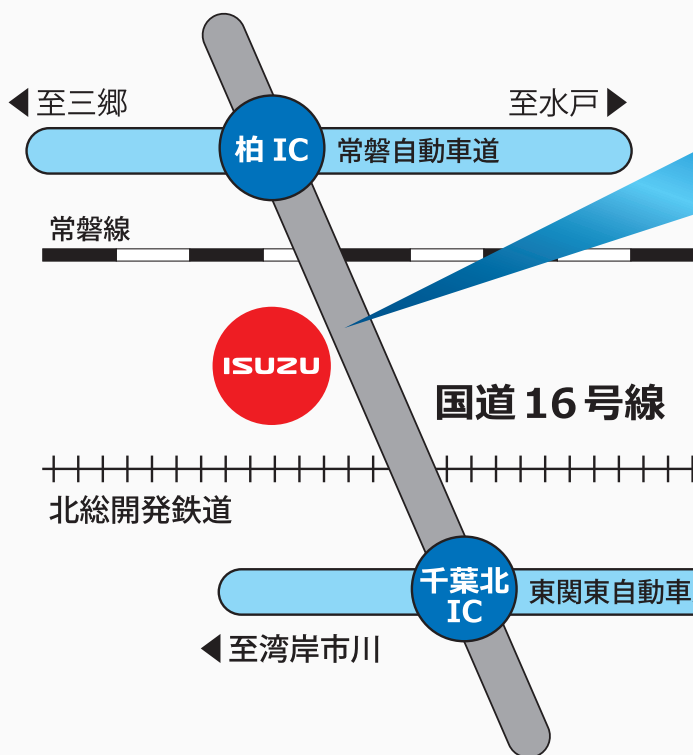 ◀至三郷
至水戸▶
柏 IC
常磐自動車道
常磐線
ISUZU
国道16号線
北総開発鉄道
千葉北
IC
東関東自動車
◀至湾岸市川